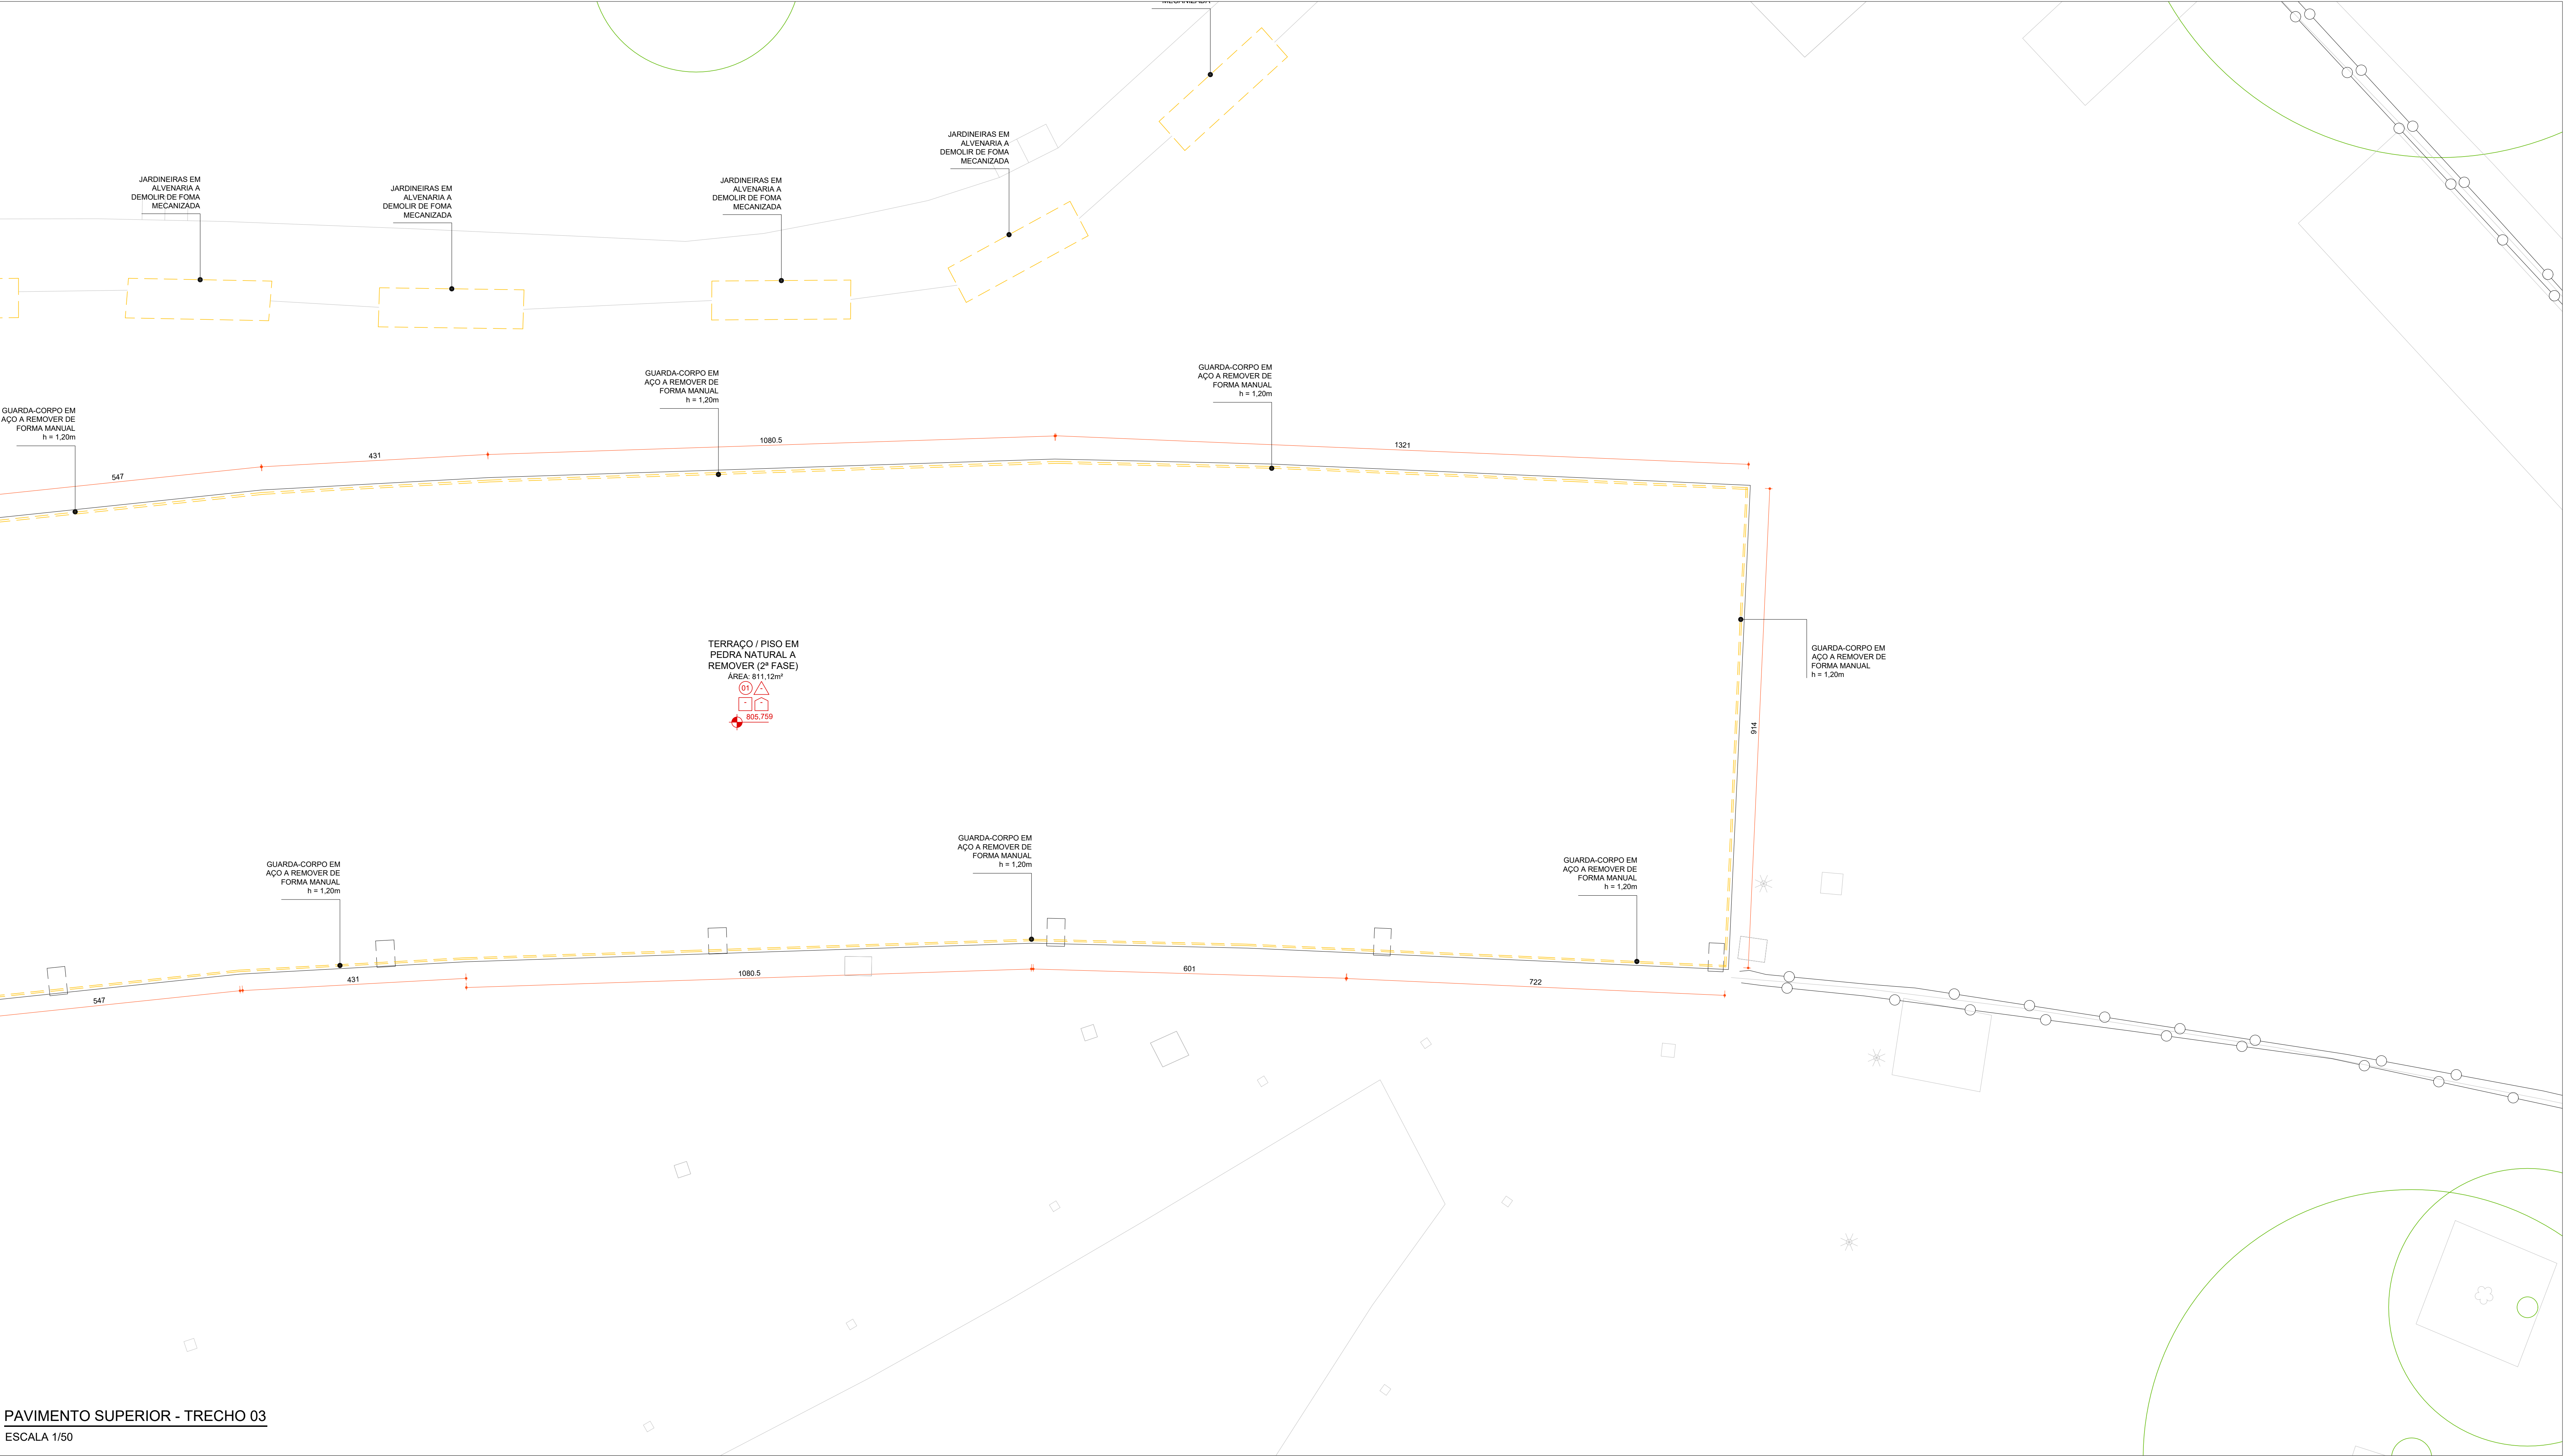 MECANIZADA
JARDINEIRAS EM
ALVENARIA A
DEMOLIR DE FOMA
MECANIZADA
JARDINEIRAS EM
ALVENARIA A
DEMOLIR DE FOMA
MECANIZADA
JARDINEIRAS EM
ALVENARIA A
DEMOLIR DE FOMA
MECANIZADA
JARDINEIRAS EM
ALVENARIA A
DEMOLIR DE FOMA
MECANIZADA
GUARDA-CORPO EM
AÇO A REMOVER DE
FORMA MANUAL
h = 1,20m
GUARDA-CORPO EM
AÇO A REMOVER DE
FORMA MANUAL
h = 1,20m
GUARDA-CORPO EM
AÇO A REMOVER DE
FORMA MANUAL
h = 1,20m
547
431
1080.5
1321
TERRAÇO / PISO EM
PEDRA NATURAL A
REMOVER (2ª FASE)
ÁREA: 811,12m²
01 -
- -
805,759
GUARDA-CORPO EM
AÇO A REMOVER DE
FORMA MANUAL
h = 1,20m
914
GUARDA-CORPO EM
AÇO A REMOVER DE
FORMA MANUAL
h = 1,20m
GUARDA-CORPO EM
AÇO A REMOVER DE
FORMA MANUAL
h = 1,20m
GUARDA-CORPO EM
AÇO A REMOVER DE
FORMA MANUAL
h = 1,20m
547
431
1080.5
601
722
PAVIMENTO SUPERIOR - TRECHO 03
ESCALA 1/50